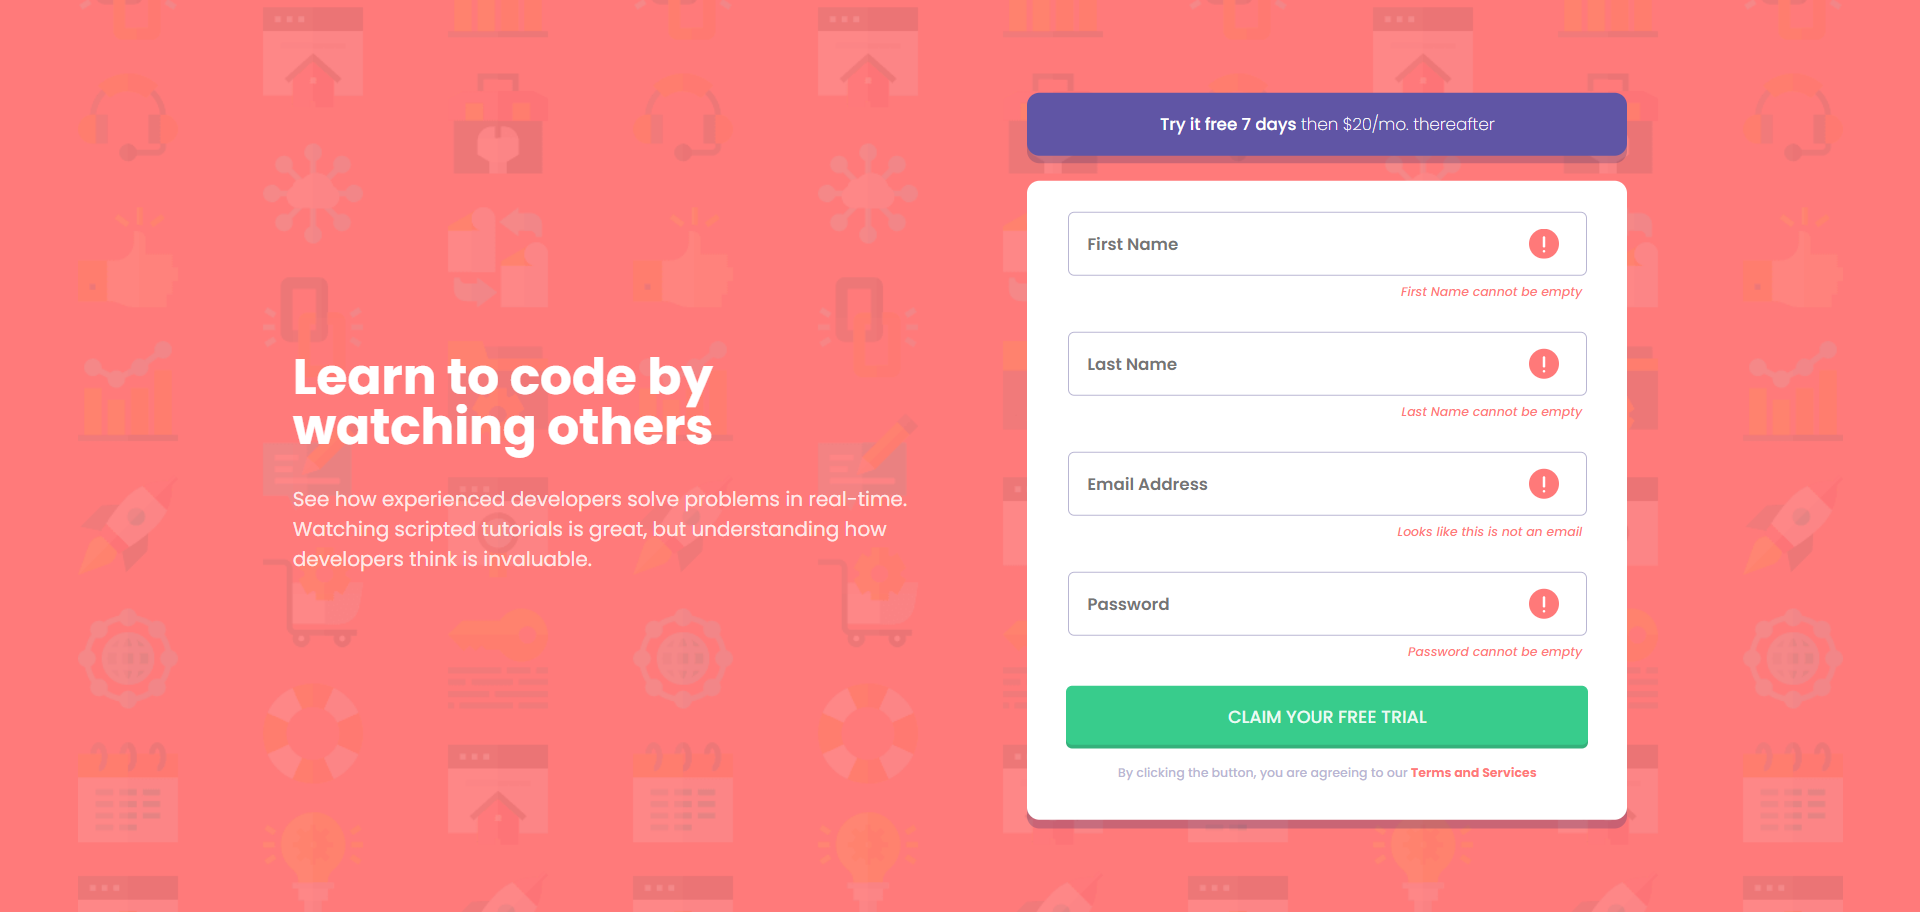 Learn to code by
watching others
See how experienced developers solve problems in real-time.
Watching scripted tutorials is great, but understanding how
developers think is invaluable.
Try it free 7 days then $20/mo. thereafter
First Name
First Name cannot be empty
Last Name
Last Name cannot be empty
Email Address
Looks like this is not an email
Password
Password cannot be empty
CLAIM YOUR FREE TRIAL
By clicking the button, you are agreeing to our Terms and Services